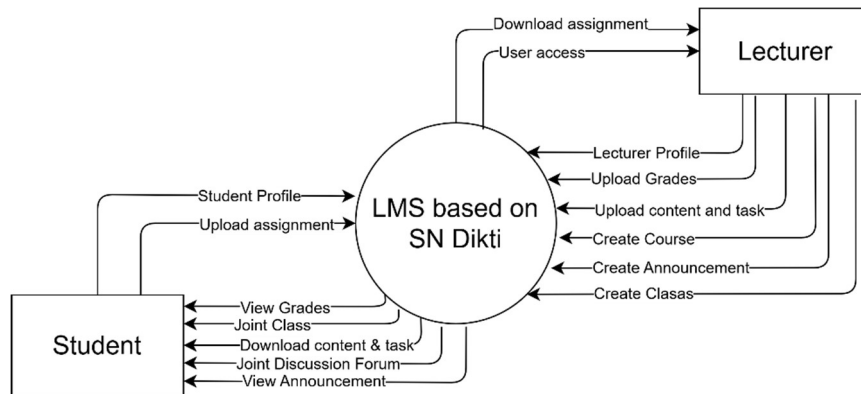 Download assignment
User access
Lecturer
Lecturer Profile
Upload Grades
Upload content and task
Create Course
Create Announcement
Create Clasas
LMS based on
SN Dikti
Student Profile
Upload assignment
Student
View Grades
Joint Class
Download content & task
Joint Discussion Forum
View Announcement